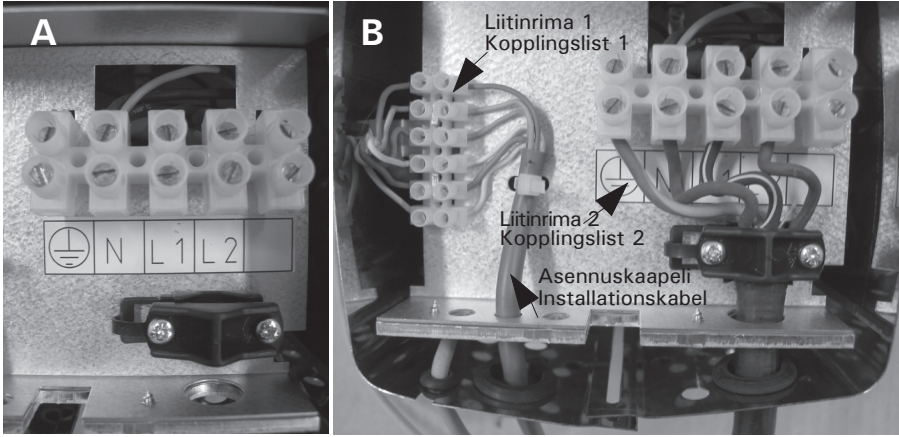 A
N L1 L2
B
Liitinrima 1
Kopplingslist 1
N
Liitinrima 2
Kopplingslist 2
Asennuskaapeli
Installationskabel